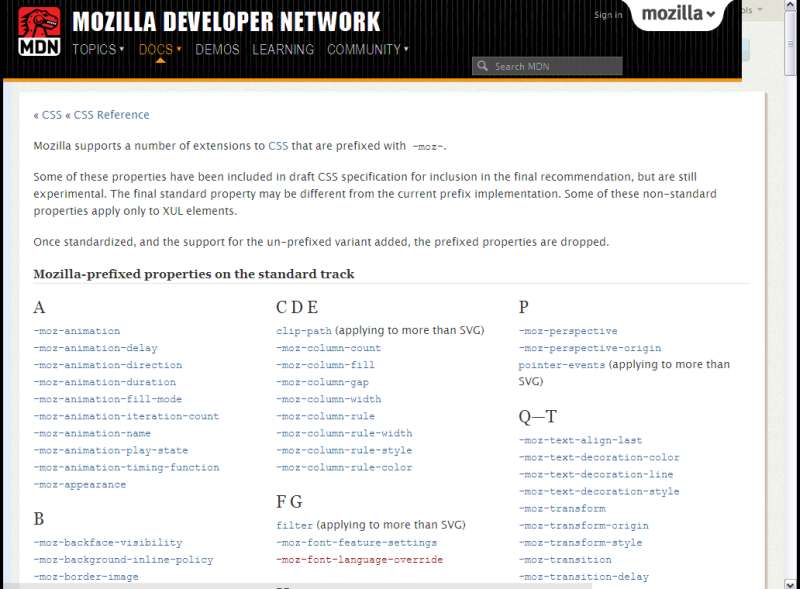 MDN
MOZILLA DEVELOPER NETWORK
Sign in
mozilla
TOPICS
DOCS
DEMOS
LEARNING
COMMUNITY
Search MDN
« CSS « CSS Reference
Mozilla supports a number of extensions to CSS that are prefixed with -moz-.
Some of these properties have been included in draft CSS specification for inclusion in the final recommendation, but are still
experimental. The final standard property may be different from the current prefix implementation. Some of these non-standard
properties apply only to XUL elements.
Once standardized, and the support for the un-prefixed variant added, the prefixed properties are dropped.
Mozilla-prefixed properties on the standard track
A
-moz-animation
-moz-animation-delay
-moz-animation-direction
-moz-animation-duration
-moz-animation-fill-mode
-moz-animation-iteration-count
-moz-animation-name
-moz-animation-play-state
-moz-animation-timing-function
-moz-appearance
B
-moz-backface-visibility
-moz-background-inline-policy
-moz-border-image
C D E
clip-path (applying to more than SVG)
-moz-column-count
-moz-column-fill
-moz-column-gap
-moz-column-width
-moz-column-rule
-moz-column-rule-width
-moz-column-rule-style
-moz-column-rule-color
F G
filter (applying to more than SVG)
-moz-font-feature-settings
-moz-font-language-override
P
-moz-perspective
-moz-perspective-origin
pointer-events (applying to more than
SVG)
Q—T
-moz-text-align-last
-moz-text-decoration-color
-moz-text-decoration-line
-moz-text-decoration-style
-moz-transform
-moz-transform-origin
-moz-transform-style
-moz-transition
-moz-transition-delay